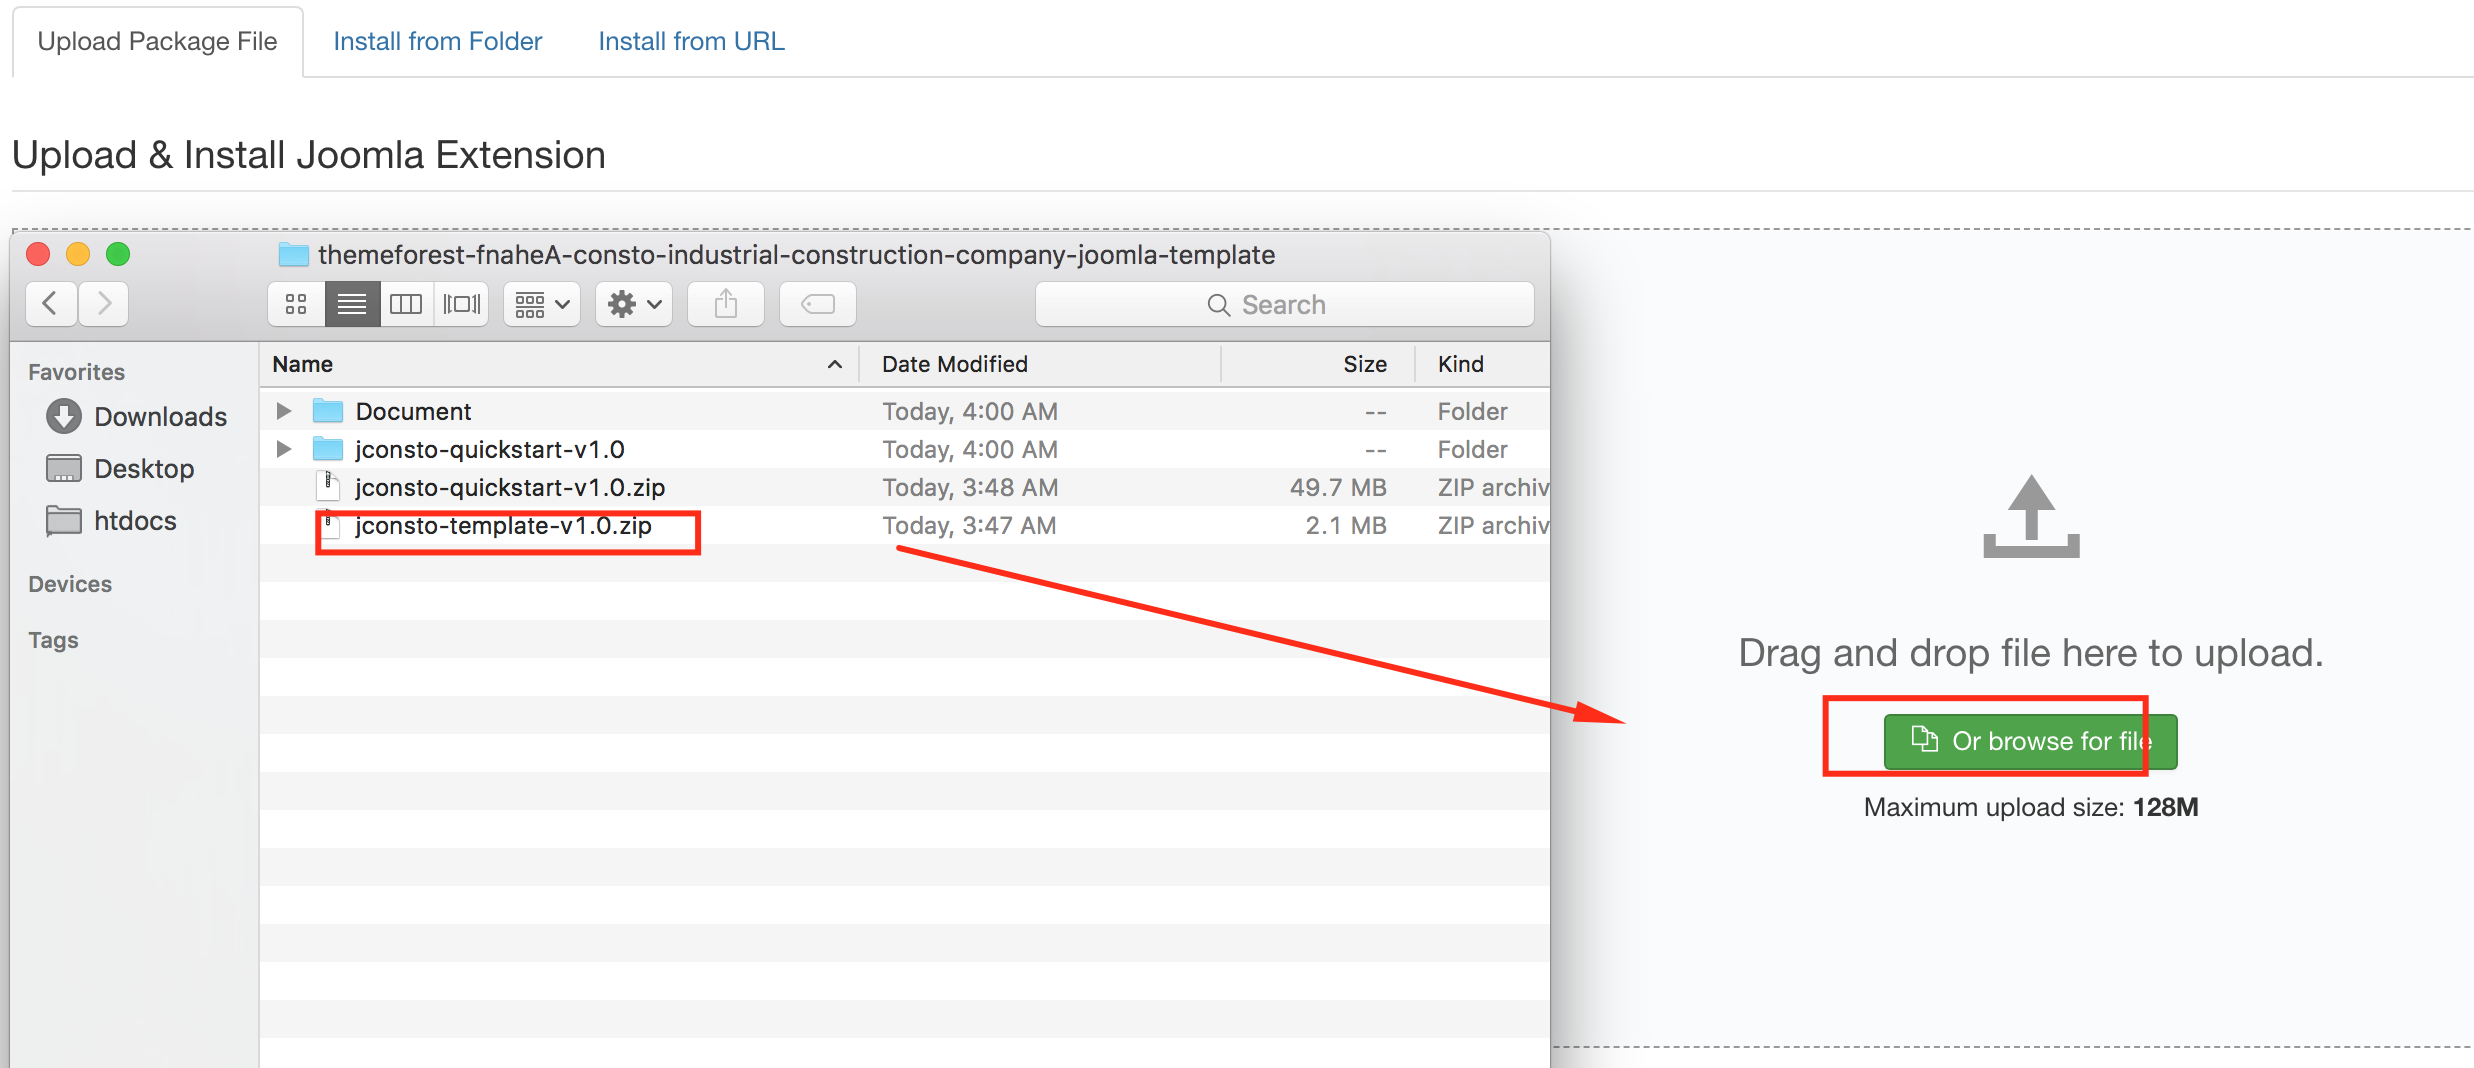 Upload Package File Install from Folder Install from URL
Upload & Install Joomla Extension
themeforest-fnaheA-consto-industrial-construction-company-joomla-template
Search
Favorites
Downloads
Desktop
htdocs
Devices
Tags
Name Date Modified Size Kind
Document Today, 4:00 AM -- Folder
jconsto-quickstart-v1.0 Today, 4:00 AM -- Folder
jconsto-quickstart-v1.0.zip Today, 3:48 AM 49.7 MB ZIP archiv
jconsto-template-v1.0.zip Today, 3:47 AM 2.1 MB ZIP archiv
Drag and drop file here to upload.
Or browse for file
Maximum upload size: 128M